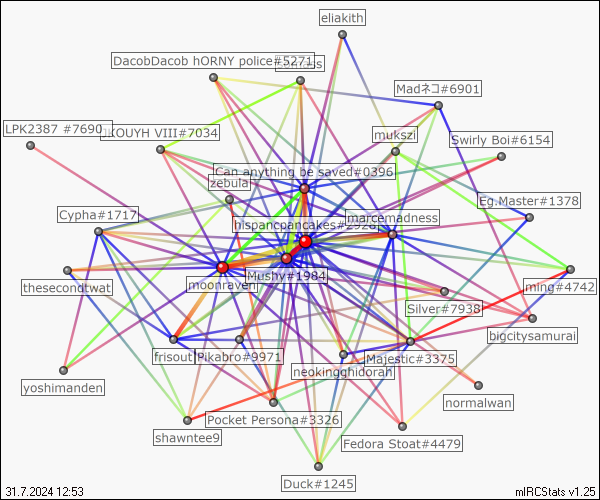 eliakith
DacobDacob hORNY police#5271
Madネコ#6901
LPK2387 #7690
JKOUYH VIII#7034
mukszi
Swirly Boi#6154
Can anything be saved#0396
zebula
Eg.Master#1378
Cypha#1717
marcemadness
hispanopancakes#2928
Mushy#1984
moonraven
thesecondtwat
ming#4742
Silver#7938
bigcitysamurai
frisout
Pikabro#9971
Majestic#3375
neokingghidorah
yoshimanden
normalwan
Pocket Persona#3326
shawntee9
Fedora Stoat#4479
Duck#1245
31.7.2024 12:53
mIRCStats v1.25